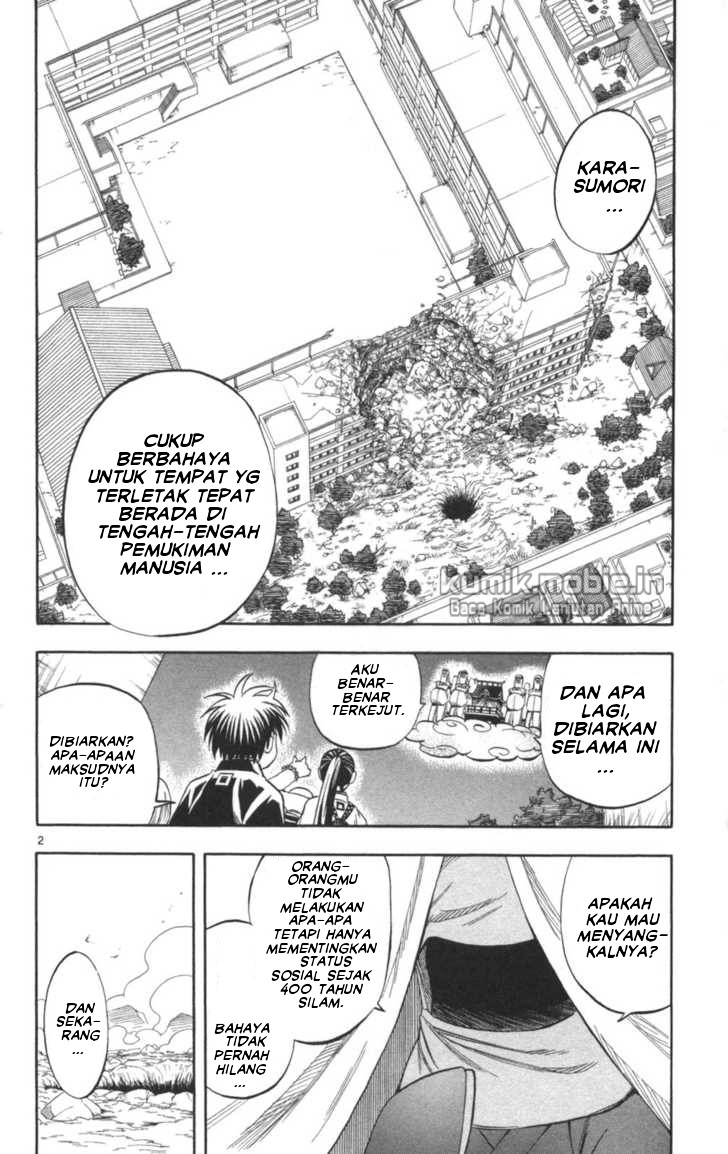 KARA-
SUMORI
...
CUKUP
BERBAHAYA
UNTUK TEMPAT YG
TERLETAK TEPAT
BERADA DI
TENGAH-TENGAH
PEMUKIMAN
MANUSIA ...
kumik.mobie.in
Baca Komik Lanjutan Anime
DAN APA
LAGI,
DIBIARKAN
SELAMA INI
...
AKU
BENAR-
BENAR
TERKEJUT.
DIBIARKAN?
APA-APAAN
MAKSUDNYA
ITU?
2
APAKAH
KAU MAU
MENYANG-
KALNYA?
ORANG-
ORANGMU
TIDAK
MELAKUKAN
APA-APA
TETAPI HANYA
MEMENTINGKAN
STATUS
SOSIAL SEJAK
400 TAHUN
SILAM.
BAHAYA
TIDAK
PERNAH
HILANG
...
DAN
SEKA-
RANG
...